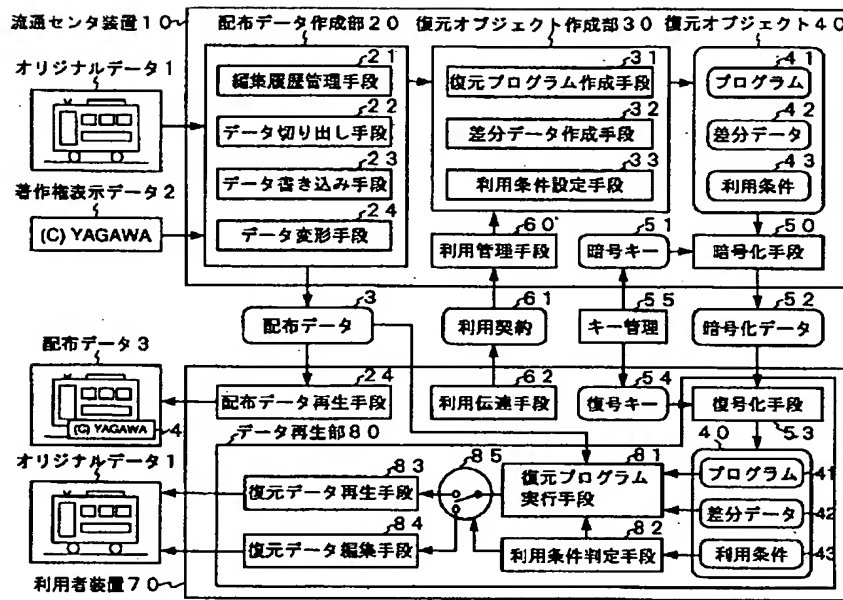 流通センタ装置10
配布データ作成部20
復元オブジェクト作成部30
復元オブジェクト40
オリジナルデータ1
21
編集履歴管理手段
22
データ切り出し手段
23
データ書き込み手段
24
データ変形手段
著作権表示データ2
(C) YAGAWA
31
復元プログラム作成手段
32
差分データ作成手段
33
利用条件設定手段
41
プログラム
42
差分データ
43
利用条件
60
利用管理手段
51
暗号キー
50
暗号化手段
3
配布データ
61
利用契約
55
キー管理
52
暗号化データ
配布データ3
(C) YAGAWA
4
24
配布データ再生手段
62
利用伝達手段
54
復号キー
復号化手段
53
データ再生部80
オリジナルデータ1
83
復元データ再生手段
84
復元データ編集手段
85
81
復元プログラム
実行手段
82
利用条件判定手段
40
プログラム
41
差分データ
42
利用条件
43
利用者装置70